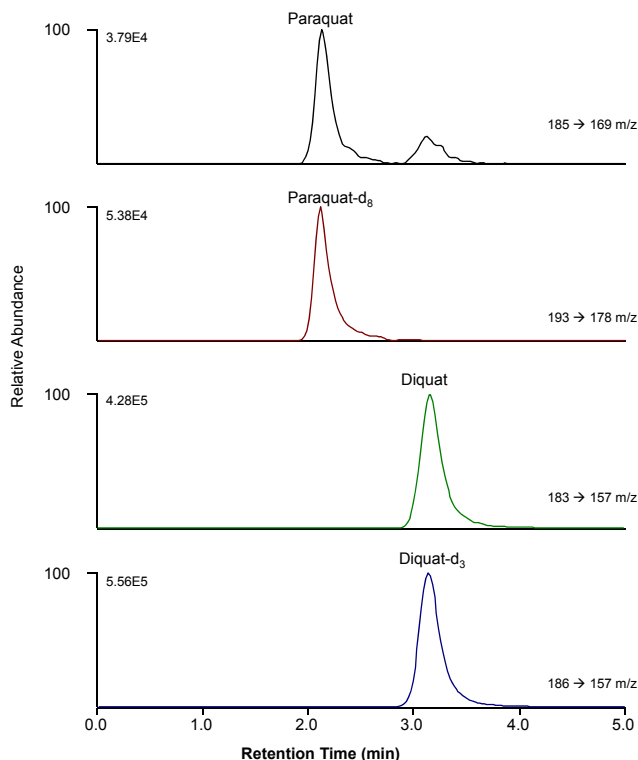 Paraquat
100
3.79E4
185 → 169 m/z
Paraquat-d₈
100
5.38E4
193 → 178 m/z
Relative Abundance
Diquat
100
4.28E5
183 → 157 m/z
Diquat-d₃
100
5.56E5
186 → 157 m/z
0.0 1.0 2.0 3.0 4.0 5.0
Retention Time (min)